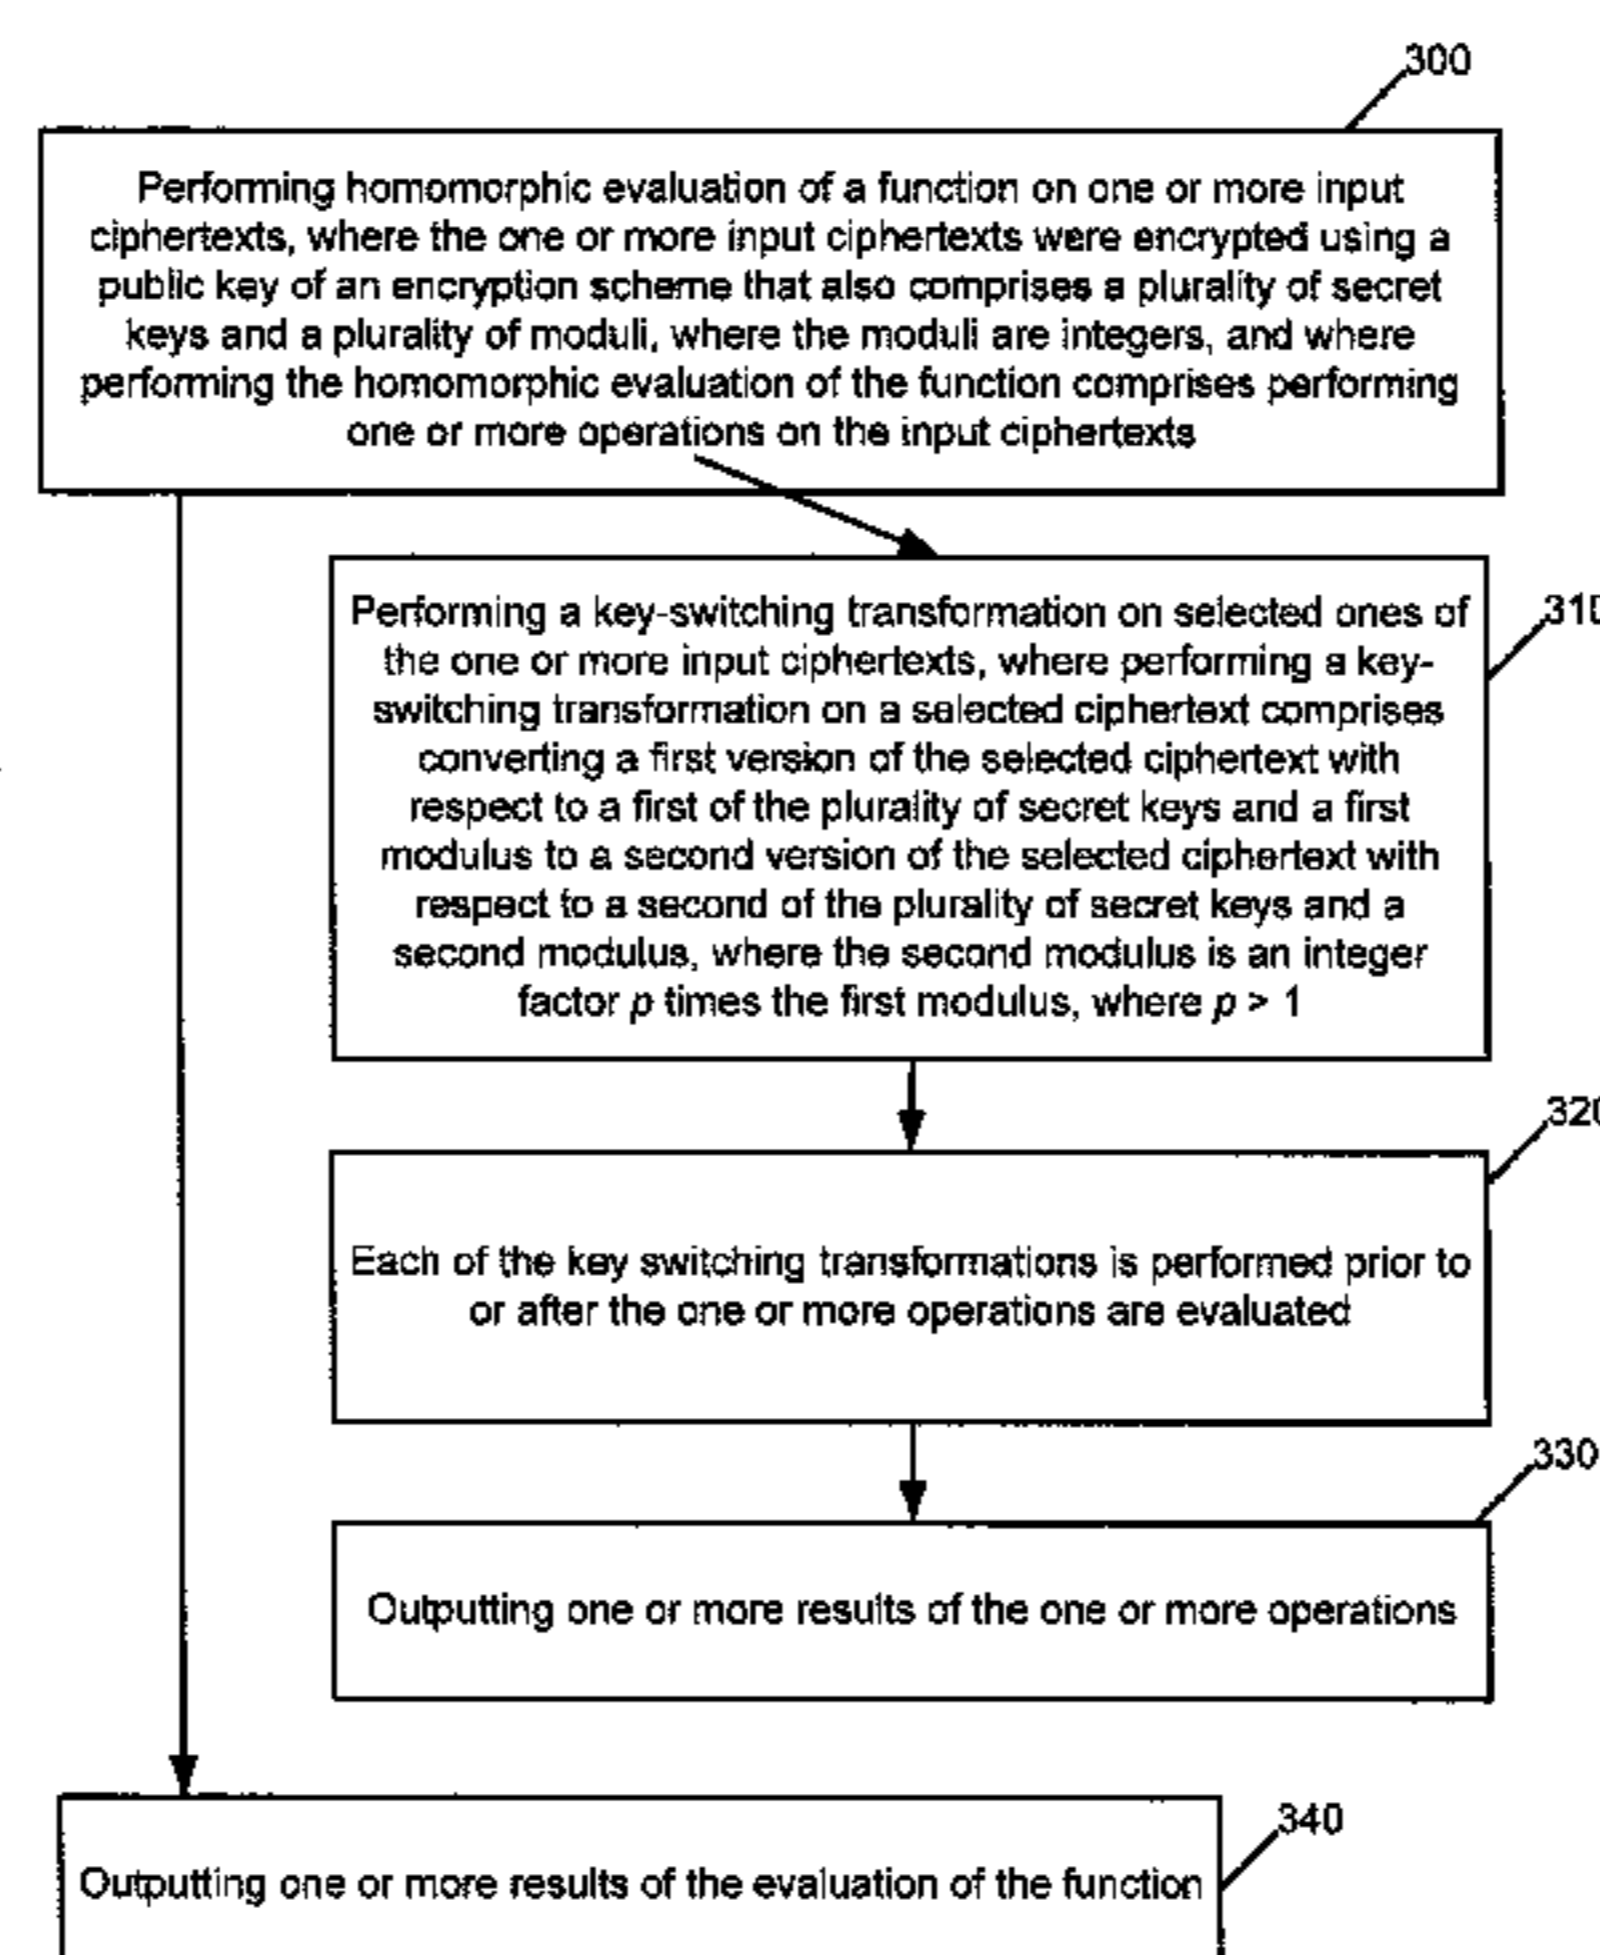 300
Performing homomorphic evaluation of a function on one or more input
ciphertexts, where the one or more input ciphertexts were encrypted using a
public key of an encryption scheme that also comprises a plurality of secret
keys and a plurality of moduli, where the moduli are integers, and where
performing the homomorphic evaluation of the function comprises performing
one or more operations on the input ciphertexts
310
Performing a key-switching transformation on selected ones of
the one or more input ciphertexts, where performing a key-
switching transformation on a selected ciphertext comprises
converting a first version of the selected ciphertext with
respect to a first of the plurality of secret keys and a first
modulus to a second version of the selected ciphertext with
respect to a second of the plurality of secret keys and a
second modulus, where the second modulus is an integer
factor p times the first modulus, where p > 1
320
Each of the key switching transformations is performed prior to
or after the one or more operations are evaluated
330
Outputting one or more results of the one or more operations
340
Outputting one or more results of the evaluation of the function